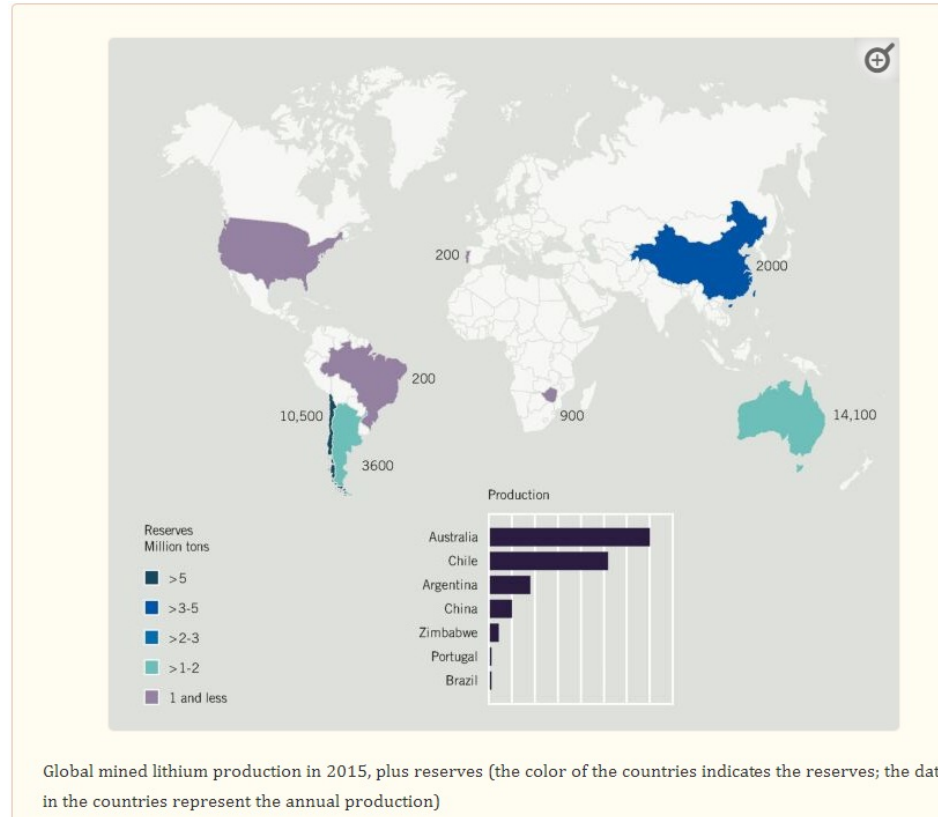 200
2000
200
10,500
900
14,100
3600
Production
Reserves
Million tons
>5
>3-5
>2-3
>1-2
1 and less
Australia
Chile
Argentina
China
Zimbabwe
Portugal
Brazil
Global mined lithium production in 2015, plus reserves (the color of the countries indicates the reserves; the dat
in the countries represent the annual production)